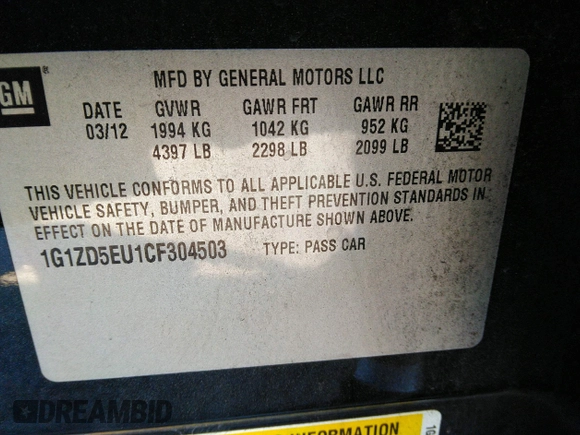 GM ®
MFD BY GENERAL MOTORS LLC
DATE GVWR GAWR FRT GAWR RR
03/12 1994 KG 1042 KG 952 KG
4397 LB 2298 LB 2099 LB
THIS VEHICLE CONFORMS TO ALL APPLICABLE U.S. FEDERAL MOTOR
VEHICLE SAFETY, BUMPER, AND THEFT PREVENTION STANDARDS IN
EFFECT ON THE DATE OF MANUFACTURE SHOWN ABOVE.
1G1ZD5EU1CF304503 TYPE: PASS CAR
DREAMBID
INFORMATION